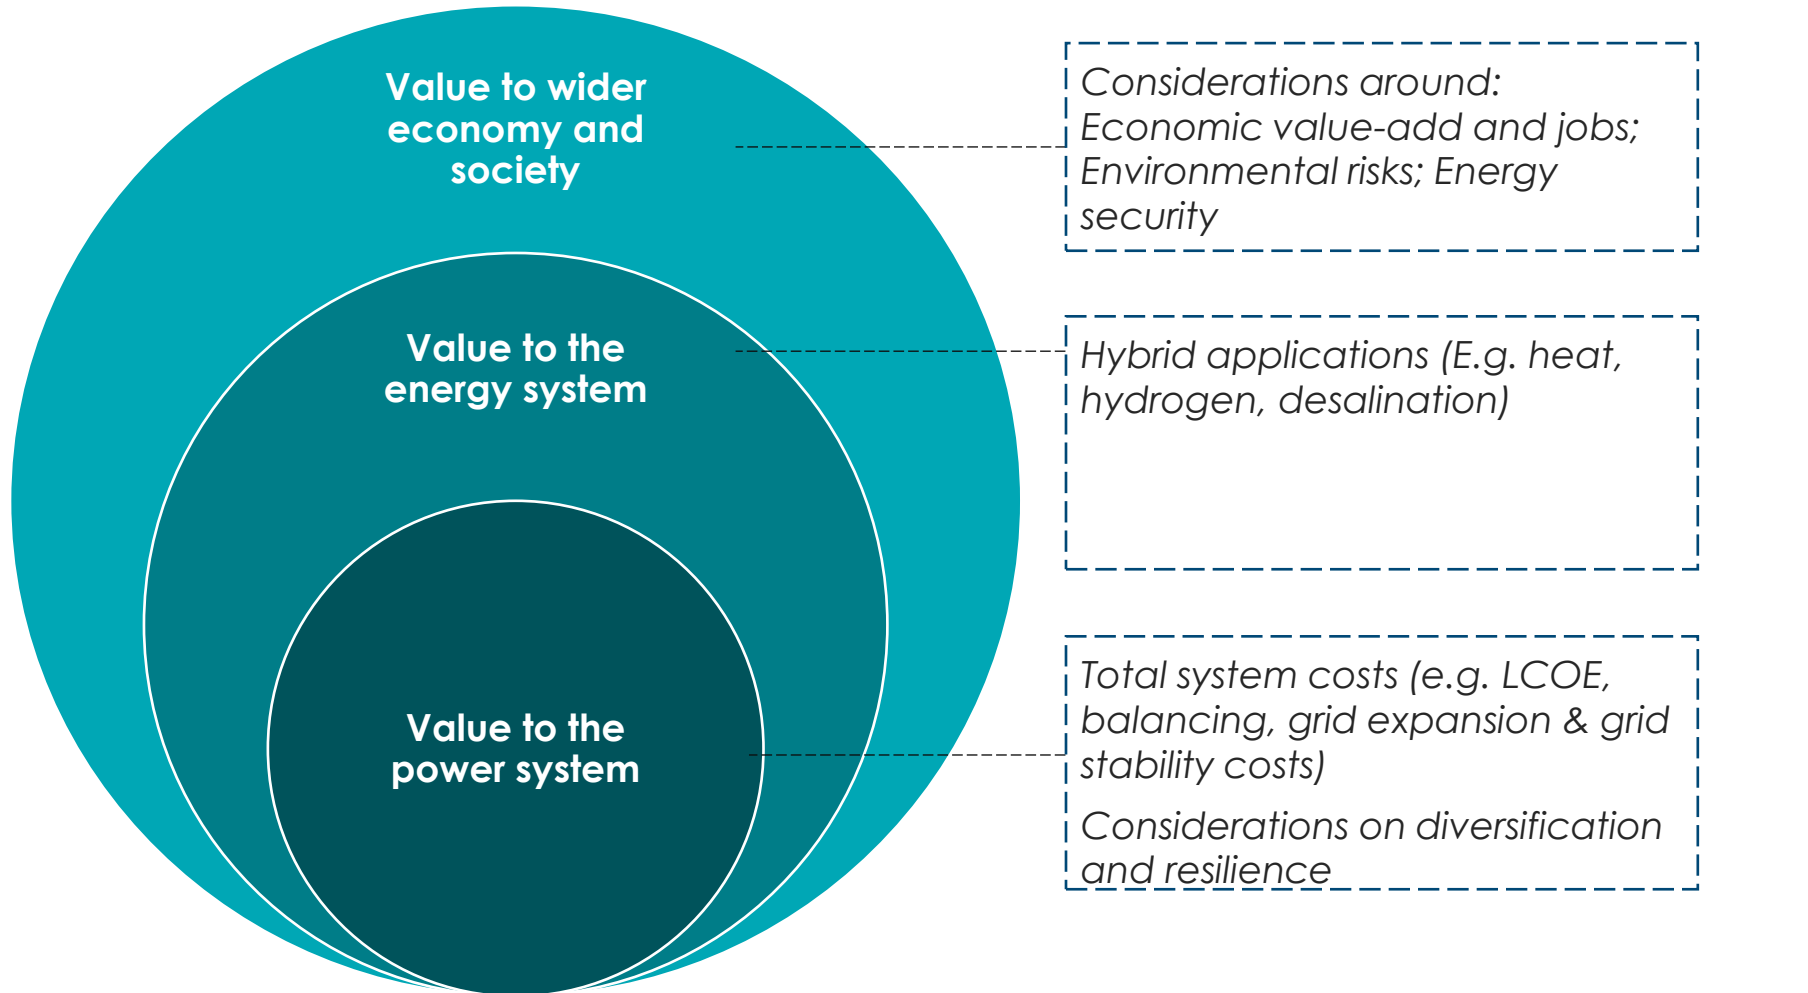 Value to wider
economy and
society
Considerations around:
Economic value-add and jobs;
Environmental risks; Energy
security
Value to the
energy system
Hybrid applications (E.g. heat,
hydrogen, desalination)
Value to the
power system
Total system costs (e.g. LCOE,
balancing, grid expansion & grid
stability costs)
Considerations on diversification
and resilience